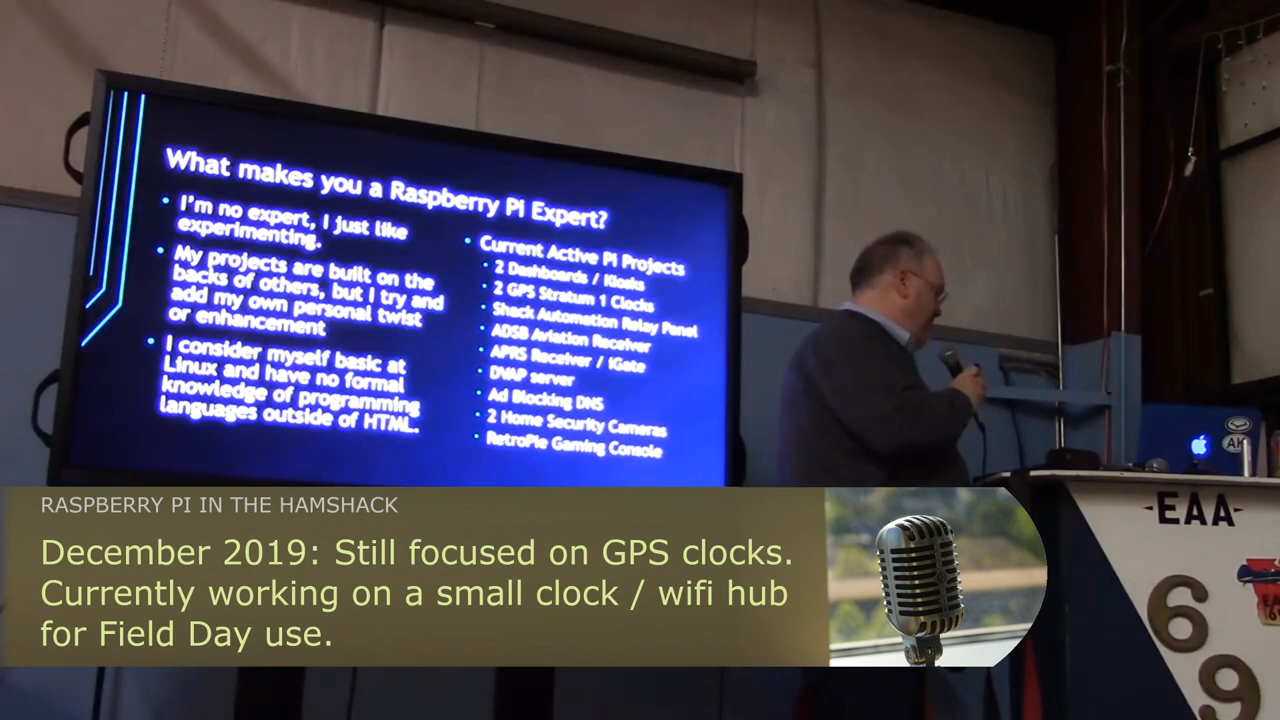 What makes you a Raspberry Pi Expert?
• I'm no expert, I just like
experimenting.
• My projects are built on the
backs of others, but I try and
add my own personal twist
or enhancement
• I consider myself basic at
Linux and have no formal
knowledge of programming
languages outside of HTML.
• Current Active Pi Projects
• 2 Dashboards / Kiosks
• 2 GPS Stratum 1 Clocks
• Shack Automation Relay Panel
• ADSB Aviation Receiver
• APRS Receiver / iGate
• DVAP server
• Ad Blocking DNS
• 2 Home Security Cameras
• RetroPie Gaming Console
AK
-EAA-
69
RASPBERRY PI IN THE HAMSHACK
December 2019: Still focused on GPS clocks.
Currently working on a small clock / wifi hub
for Field Day use.